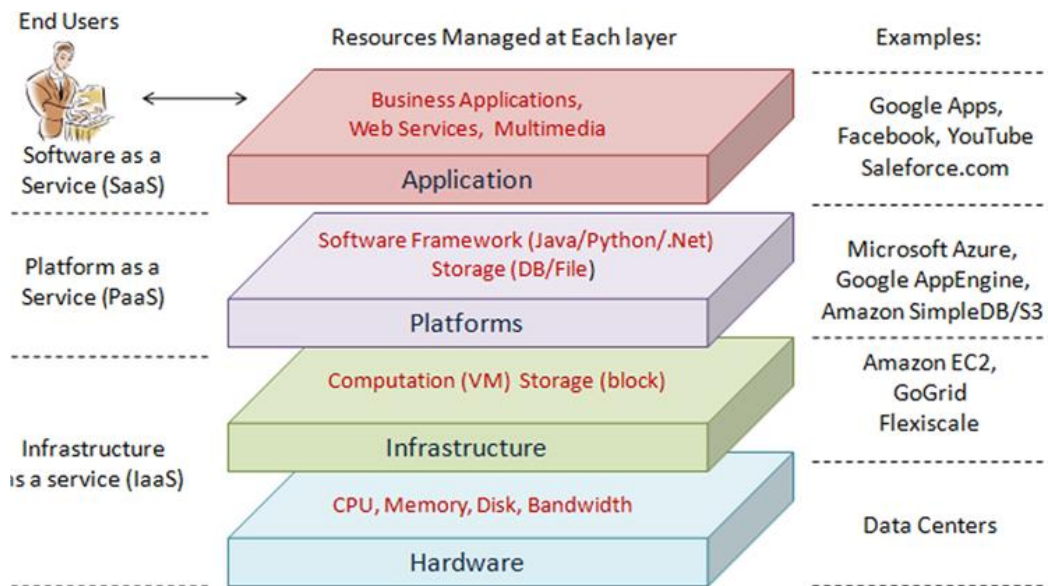 End Users
Resources Managed at Each layer
Examples:
Business Applications,
Web Services, Multimedia
Application
Software as a
Service (SaaS)
Google Apps,
Facebook, YouTube
Saleforce.com
Platform as a
Service (PaaS)
Software Framework (Java/Python/.Net)
Storage (DB/File)
Platforms
Microsoft Azure,
Google AppEngine,
Amazon SimpleDB/S3
Infrastructure
as a service (IaaS)
Computation (VM) Storage (block)
Infrastructure
Amazon EC2,
GoGrid
Flexiscale
CPU, Memory, Disk, Bandwidth
Hardware
Data Centers